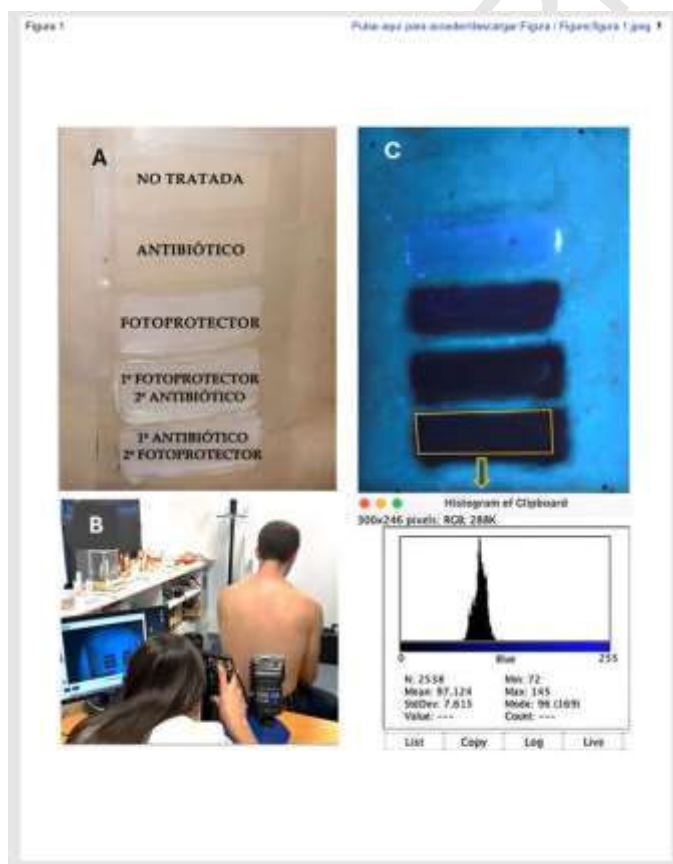 Figura 1
Pulse aquí para acceder/descargar;Figura / Figure;figura 1.jpeg
A
NO TRATADA
ANTIBIÓTICO
FOTOPROTECTOR
1º FOTOPROTECTOR
2º ANTIBIÓTICO
1º ANTIBIÓTICO
2º FOTOPROTECTOR
C
B
Histogram of Clipboard
300x246 pixels; RGB; 288K
0
Blue
255
N: 2538
Min: 72
Mean: 97.124
Max: 145
StdDev: 7.615
Mode: 96 (169)
Value: ---
Count: ---
List
Copy
Log
Live